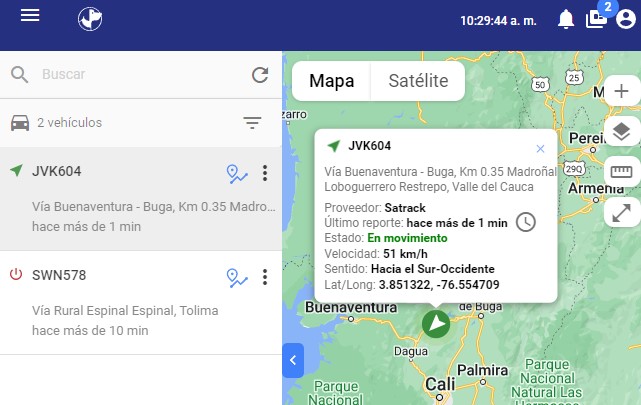 10:29:44 a. m.
2
Buscar
2 vehículos
JVK604
Vía Buenaventura - Buga, Km 0.35 Madro...
hace más de 1 min
SWN578
Vía Rural Espinal Espinal, Tolima
hace más de 10 min
Mapa
Satélite
zarro
50
25
M
Perei
29Q
Armenia
JVK604
Vía Buenaventura - Buga, Km 0.35 Madroñal
Loboguerrero Restrepo, Valle del Cauca
Proveedor: Satrack
Último reporte: hace más de 1 min
Estado: En movimiento
Velocidad: 51 km/h
Sentido: Hacia el Sur-Occidente
Lat/Long: 3.851322, -76.554709
Buenaventura
de Buga
Dagua
Palmira
Cali
Parque
Nacional
Parque
Nacional
Natural Las
Hermosas